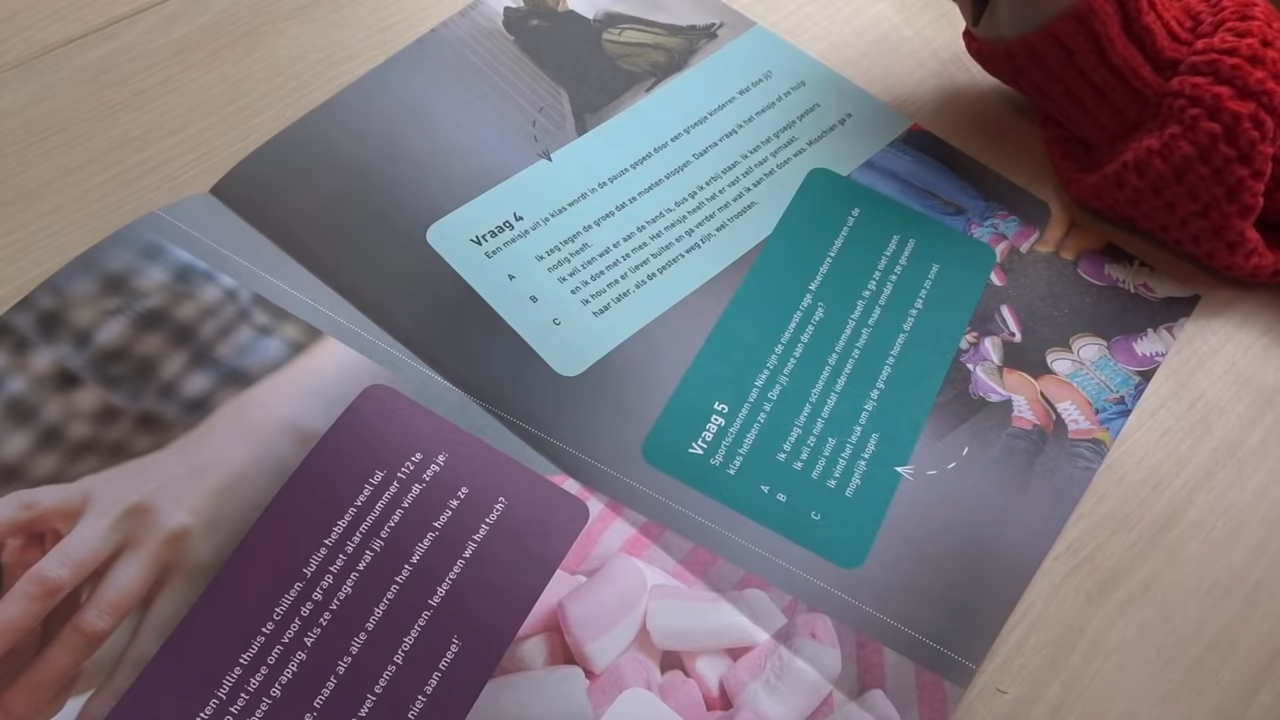 Vraag 4
Een meisje uit je klas wordt in de pauze gepest door een groepje kinderen. Wat doe jij?
A Ik zeg tegen de groep dat ze moeten stoppen. Daarna vraag ik het meisje of ze hulp
nodig heeft.
B Ik wil zien wat er aan de hand is, dus ga ik erbij staan. Ik ken het groepje pesters
en ik doe met ze mee. Het meisje heeft het er vast zelf naar gemaakt.
C Ik hou me er liever buiten en ga verder met wat ik aan het doen was. Misschien ga ik
haar later, als de pesters weg zijn, wel troosten.
Vraag 5
Sportschoenen van Nike zijn de nieuwste rage. Meerdere kinderen uit de
klas hebben ze al. Doe jij mee aan deze rage?
A Ik draag liever schoenen die niemand heeft. Ik ga ze niet kopen.
B Ik wil ze niet omdat iedereen ze heeft, maar omdat ik ze gewoon
mooi vind.
C Ik vind het leuk om bij de groep te horen, dus ik ga ze zo snel
mogelijk kopen.
jullie thuis te chillen. Jullie hebben veel lol.
het idee om voor de grap het alarmnummer 112 te
heel grappig. Als ze vragen wat jij ervan vindt, zeg je:
maar als alle anderen het willen, hou ik ze
wel eens proberen. Iedereen wil het toch?
niet aan mee!'